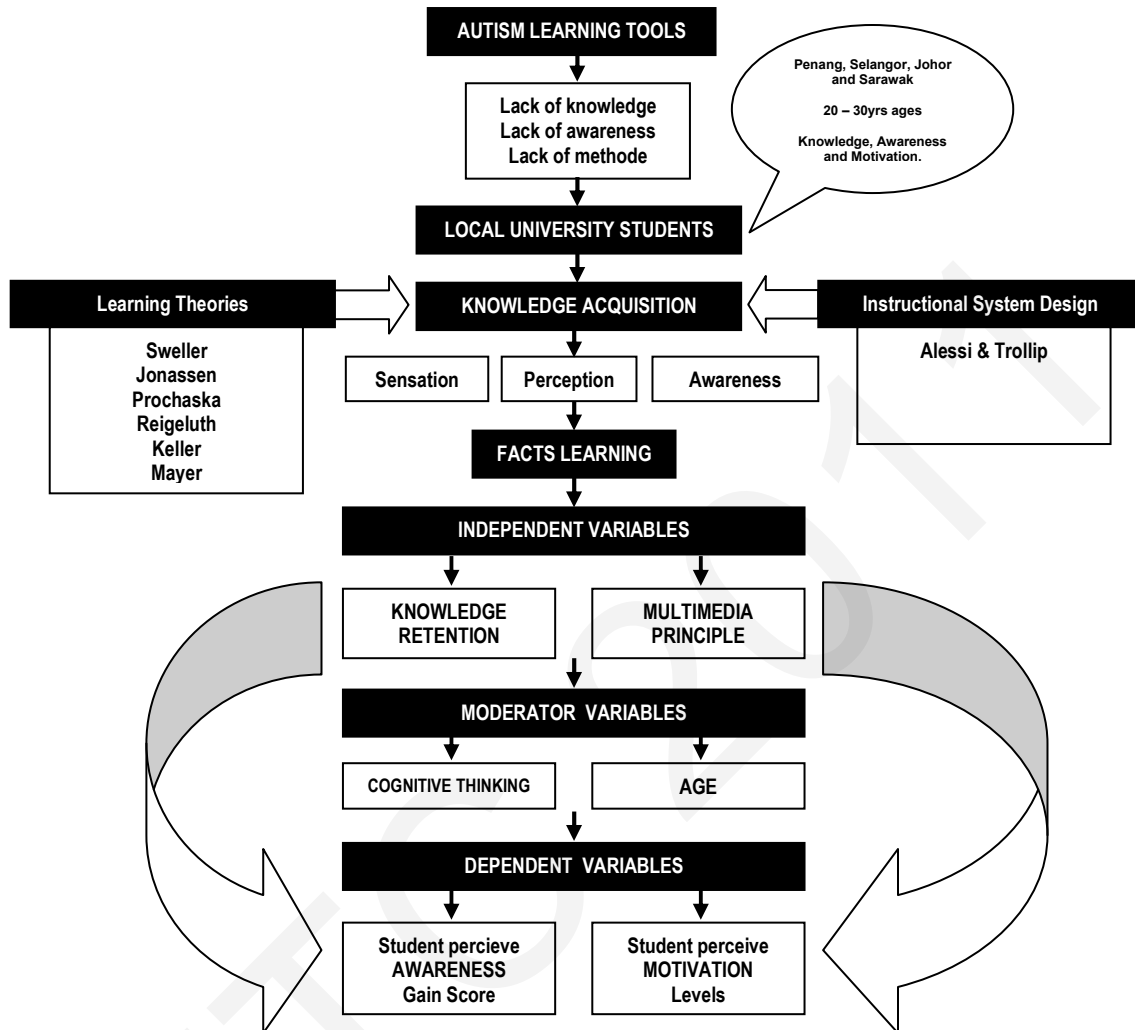 AUTISM LEARNING TOOLS
Penang, Selangor, Johor
and Sarawak
20 – 30yrs ages
Knowledge, Awareness
and Motivation.
Lack of knowledge
Lack of awareness
Lack of methode
LOCAL UNIVERSITY STUDENTS
Learning Theories
KNOWLEDGE ACQUISITION
Instructional System Design
Sweller
Jonassen
Prochaska
Reigeluth
Keller
Mayer
Alessi & Trollip
Sensation
Perception
Awareness
FACTS LEARNING
INDEPENDENT VARIABLES
KNOWLEDGE
RETENTION
MULTIMEDIA
PRINCIPLE
MODERATOR VARIABLES
COGNITIVE THINKING
AGE
DEPENDENT VARIABLES
Student percieve
AWARENESS
Gain Score
Student perceive
MOTIVATION
Levels
TC 2011